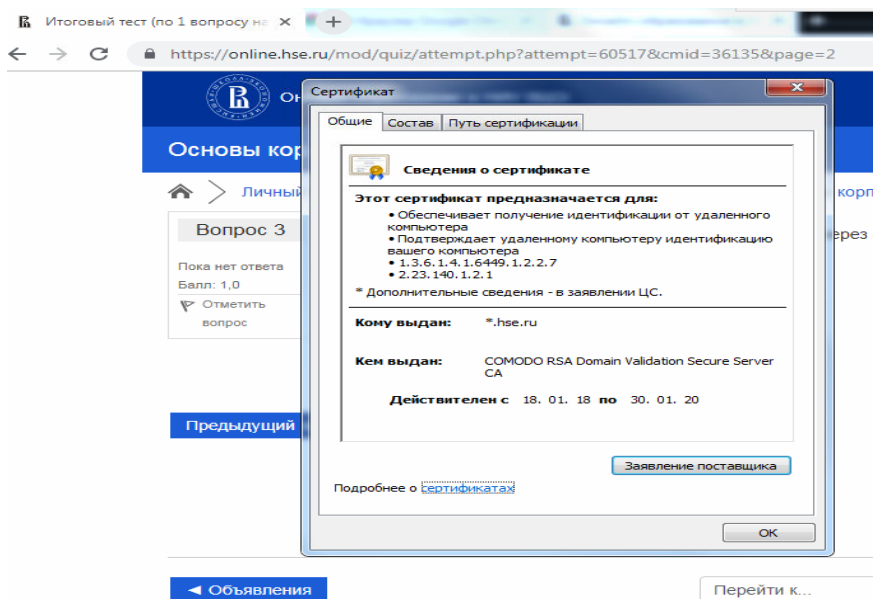 Итоговый тест (по 1 вопросу на
https://online.hse.ru/mod/quiz/attempt.php?attempt=60517&cmid=36135&page=2
Основы кор
Личный
корп
Вопрос 3
ерез
Пока нет ответа
Балл: 1,0
Отметить
вопрос
Предыдущий
Сертификат
Общие Состав Путь сертификации
Сведения о сертификате
Этот сертификат предназначается для:
• Обеспечивает получение идентификации от удаленного
компьютера
• Подтверждает удаленному компьютеру идентификацию
вашего компьютера
• 1.3.6.1.4.1.6449.1.2.2.7
• 2.23.140.1.2.1
* Дополнительные сведения - в заявлении ЦС.
Кому выдан: *.hse.ru
Кем выдан: COMODO RSA Domain Validation Secure Server
CA
Действителен с 18. 01. 18 по 30. 01. 20
Заявление поставщика
Подробнее о сертификатах
OK
◄ Объявления
Перейти к...